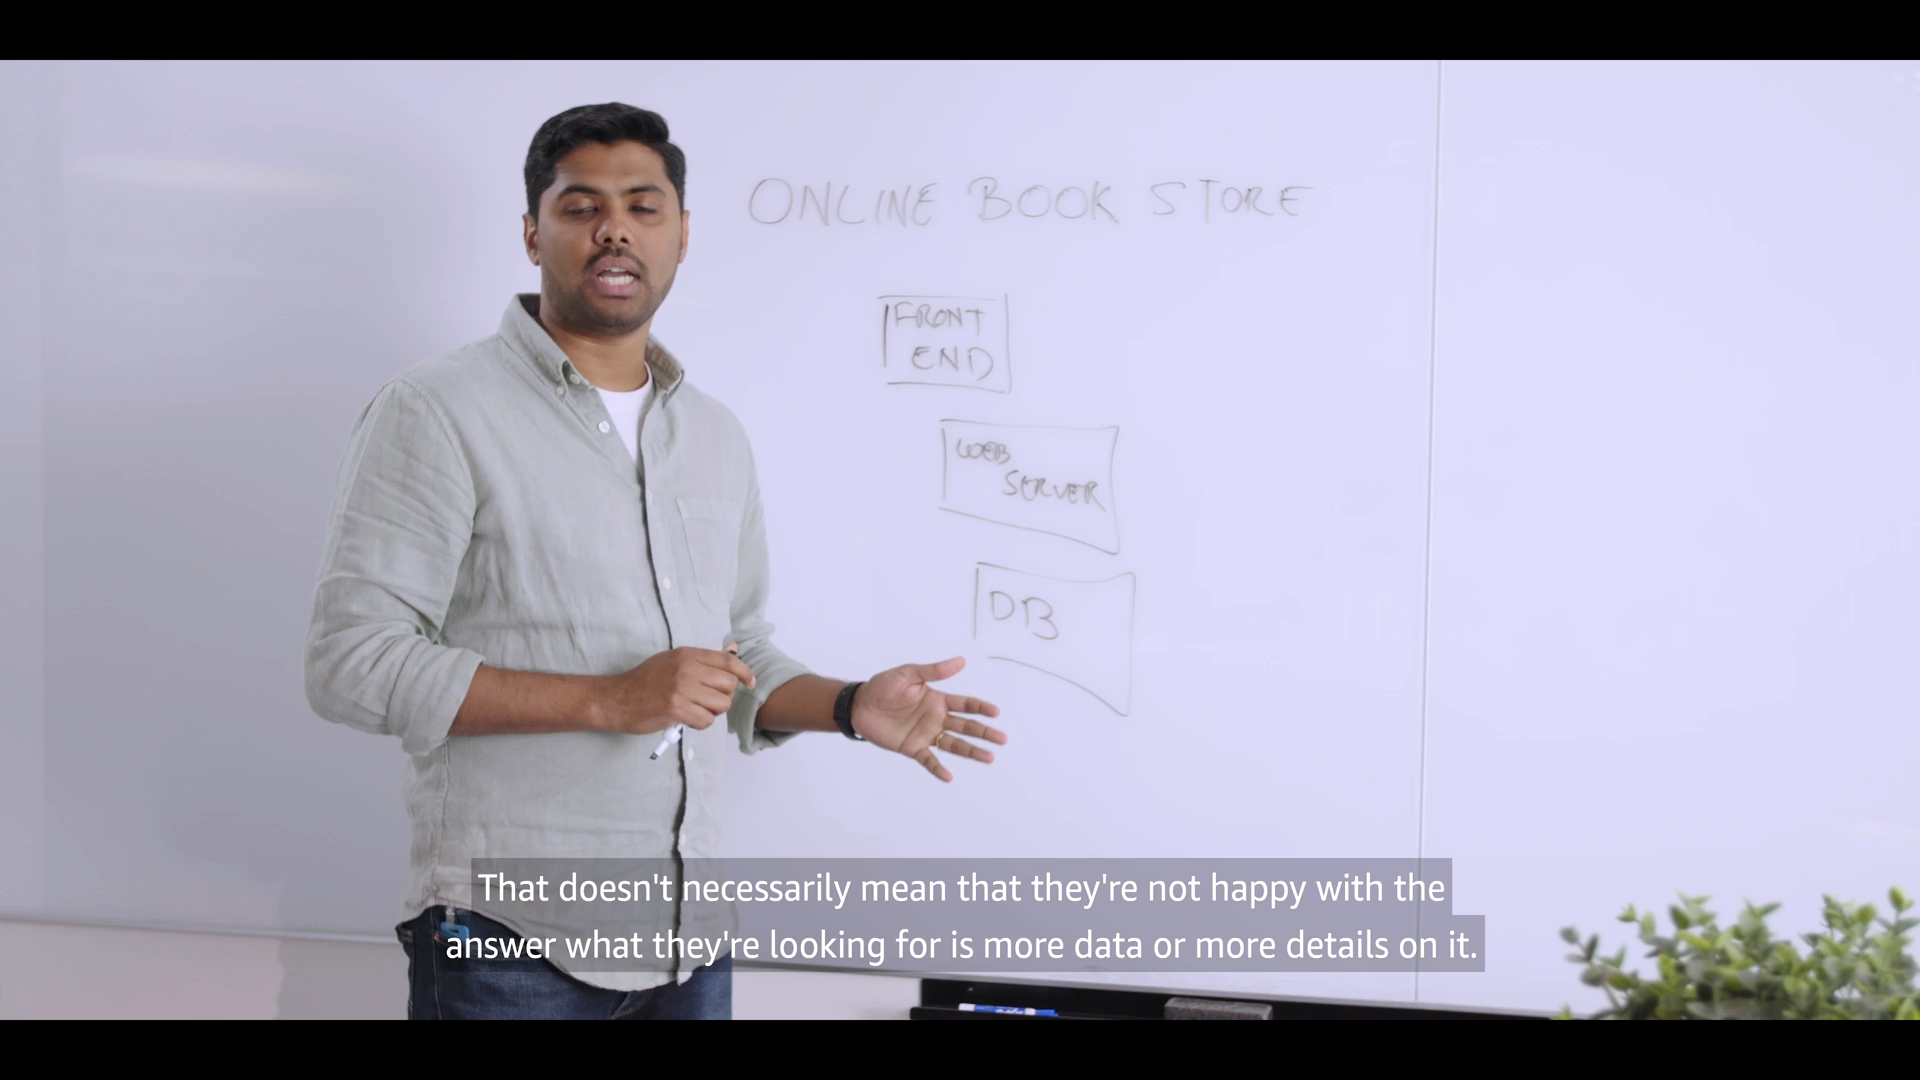 ONLINE BOOK STORE
FRONT
END
WEB
SERVER
DB
That doesn't necessarily mean that they're not happy with the
answer what they're looking for is more data or more details on it.